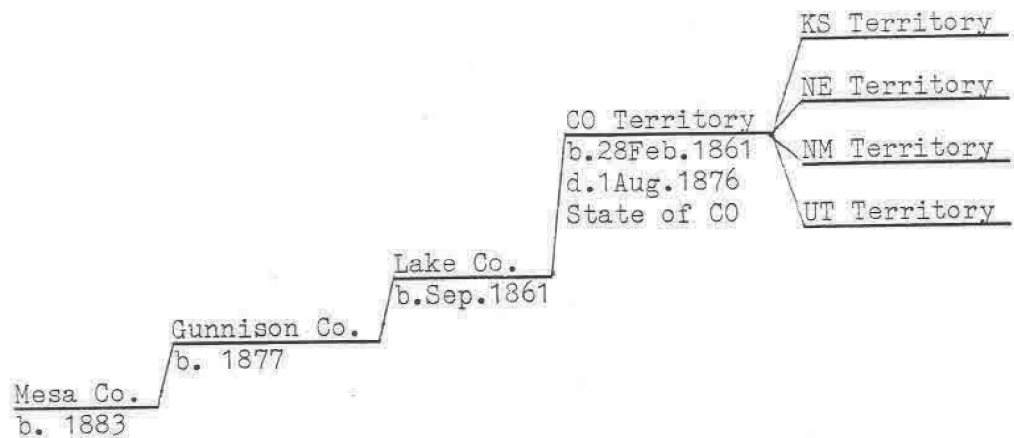 KS Territory
NE Territory
CO Territory
b.28Feb.1861
NM Territory
d.1Aug.1876
State of CO
UT Territory
Lake Co.
b.Sep.1861
Gunnison Co.
b. 1877
Mesa Co.
b. 1883